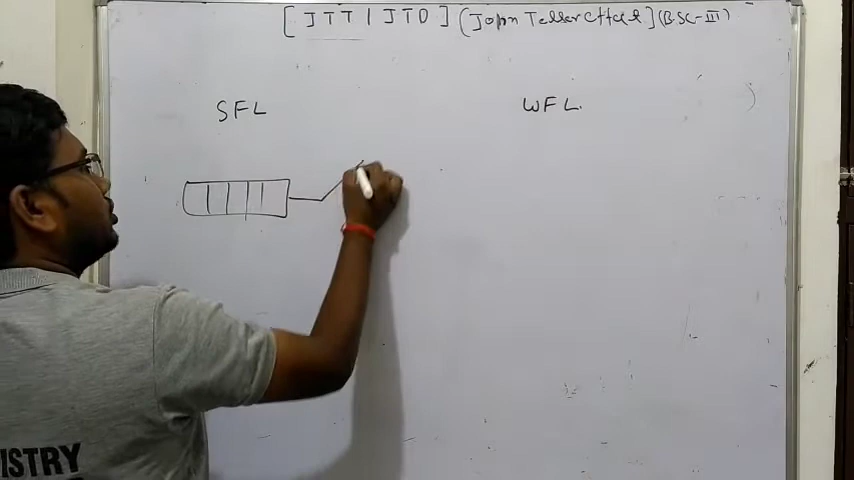 [ JTT | JTD ] (John Teller effect] (BSC-III)
SFL
WFL.
ISTRY